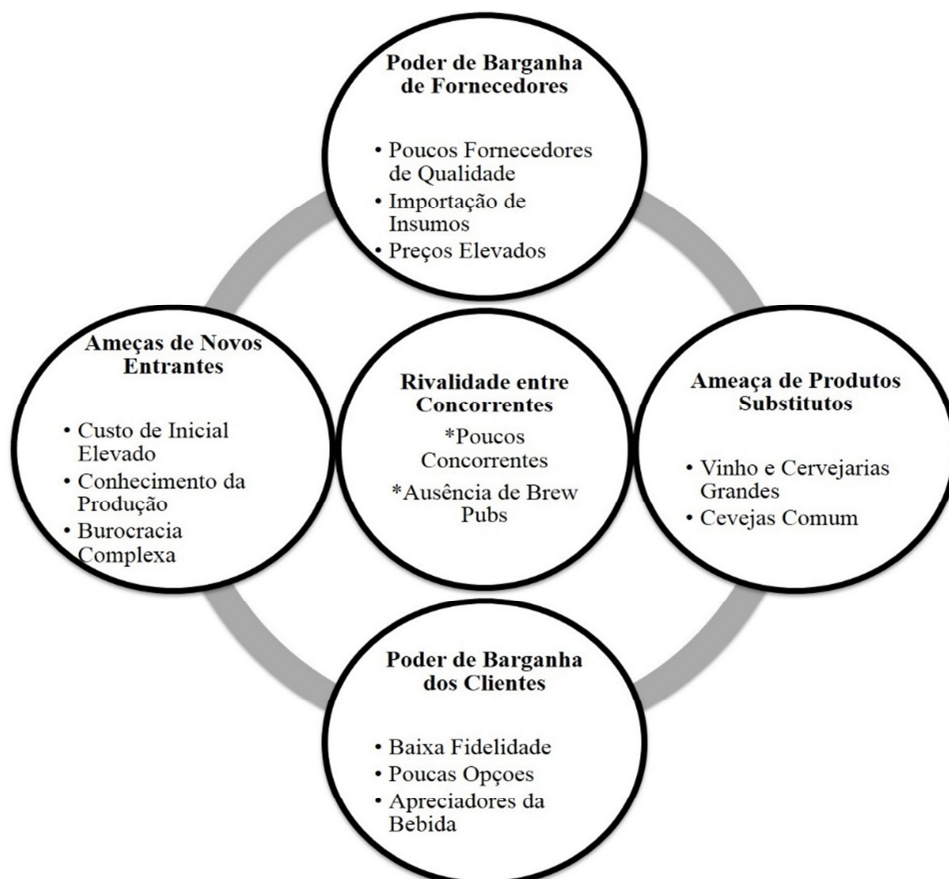 Poder de Barganha
de Fornecedores
• Poucos Fornecedores
de Qualidade
• Importação de
Insumos
• Preços Elevados
Ameças de Novos
Entrantes
• Custo de Inicial
Elevado
• Conhecimento da
Produção
• Burocracia
Complexa
Rivalidade entre
Concorrentes
*Poucos
Concorrentes
*Ausência de Brew
Pubs
Ameaça de Produtos
Substitutos
• Vinho e Cervejarias
Grandes
• Cevejas Comum
Poder de Barganha
dos Clientes
• Baixa Fidelidade
• Poucas Opçoes
• Apreciadores da
Bebida